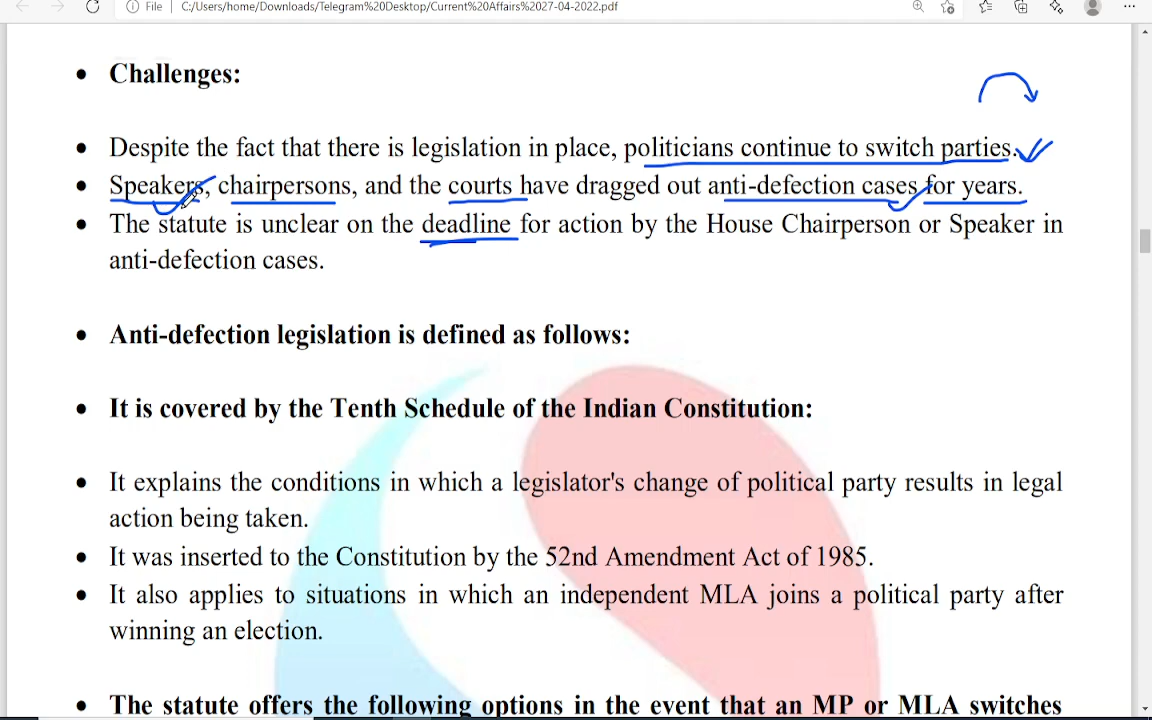 File | C:/Users/home/Downloads/Telegram%20Desktop/Current%20Affairs%2027-04-2022.pdf
• Challenges:
• Despite the fact that there is legislation in place, politicians continue to switch parties.
• Speakers, chairpersons, and the courts have dragged out anti-defection cases for years.
• The statute is unclear on the deadline for action by the House Chairperson or Speaker in
anti-defection cases.
• Anti-defection legislation is defined as follows:
• It is covered by the Tenth Schedule of the Indian Constitution:
• It explains the conditions in which a legislator's change of political party results in legal
action being taken.
• It was inserted to the Constitution by the 52nd Amendment Act of 1985.
• It also applies to situations in which an independent MLA joins a political party after
winning an election.
• The statute offers the following options in the event that an MP or MLA switches